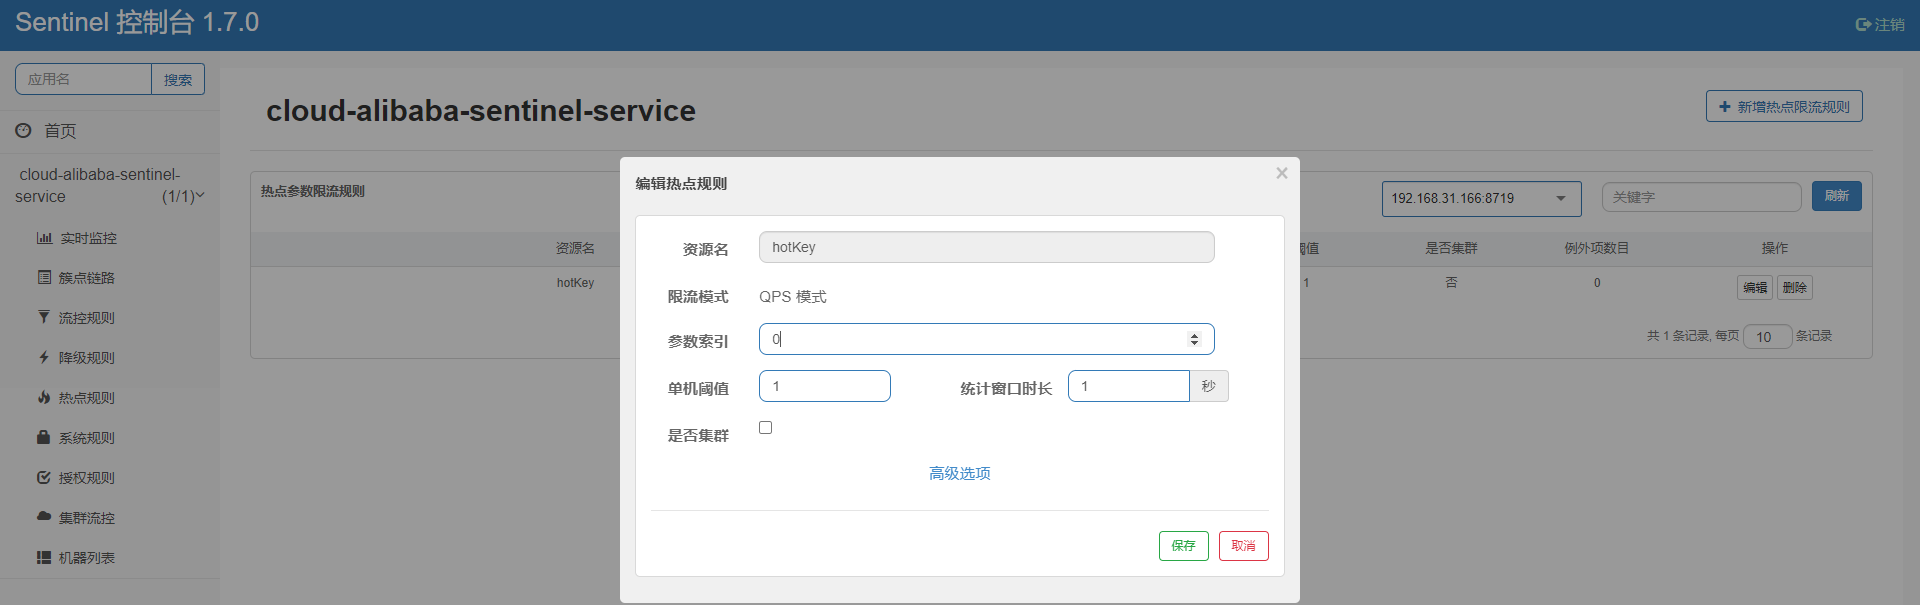 Sentinel 控制台 1.7.0
注销
应用名
搜索
首页
cloud-alibaba-sentinel-
service
(1/1)
实时监控
簇点链路
流控规则
降级规则
热点规则
系统规则
授权规则
集群流控
机器列表
cloud-alibaba-sentinel-service
新增热点限流规则
热点参数限流规则
192.168.31.166:8719
关键字
刷新
资源名
阈值
是否集群
例外项数目
操作
hotKey
1
否
0
编辑
删除
共 1 条记录, 每页 10 条记录
编辑热点规则
×
资源名
hotKey
限流模式
QPS 模式
参数索引
0
单机阈值
1
统计窗口时长
1
秒
是否集群
高级选项
保存
取消